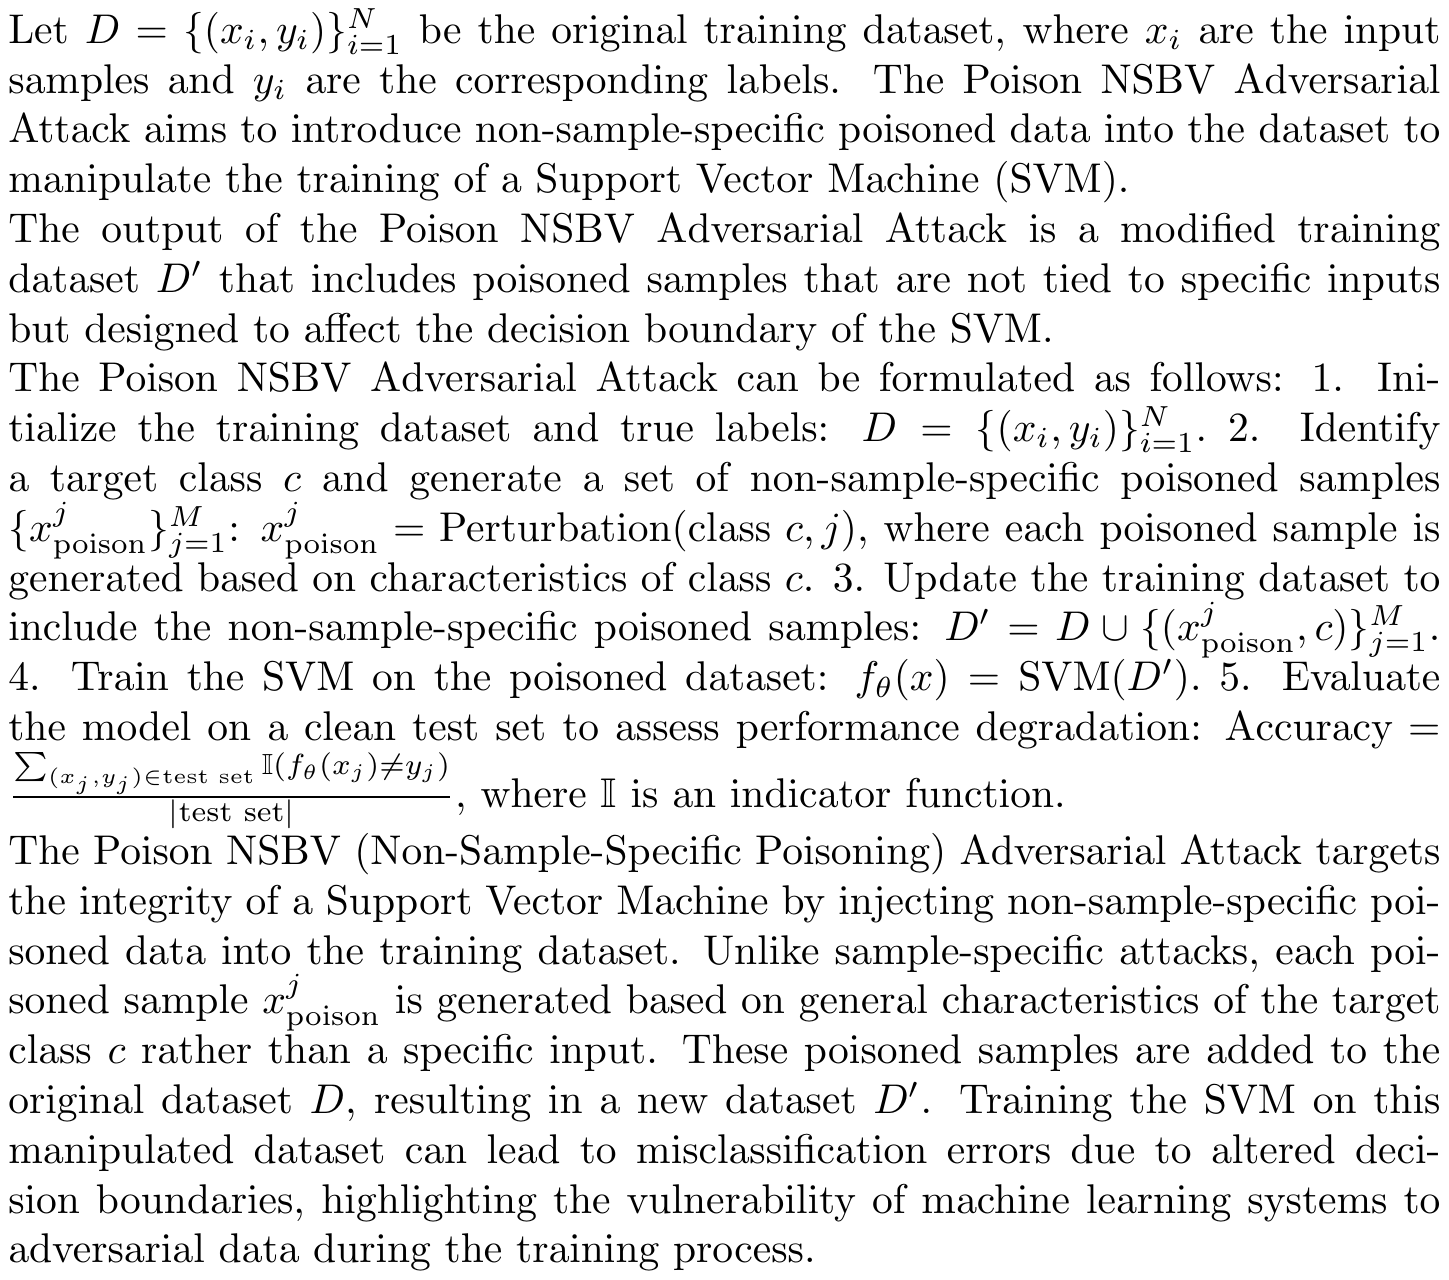 Let $D = \{(x_i, y_i)\}_{i=1}^N$ be the original training dataset, where $x_i$ are the input
samples and $y_i$ are the corresponding labels. The Poison NSBV Adversarial
Attack aims to introduce non-sample-specific poisoned data into the dataset to
manipulate the training of a Support Vector Machine (SVM).
The output of the Poison NSBV Adversarial Attack is a modified training
dataset $D'$ that includes poisoned samples that are not tied to specific inputs
but designed to affect the decision boundary of the SVM.
The Poison NSBV Adversarial Attack can be formulated as follows: 1. Ini-
tialize the training dataset and true labels: $D = \{(x_i, y_i)\}_{i=1}^N$. 2. Identify
a target class $c$ and generate a set of non-sample-specific poisoned samples
$\{x_{\text{poison}}^j\}_{j=1}^M$: $x_{\text{poison}}^j = \text{Perturbation}(\text{class } c, j)$, where each poisoned sample is
generated based on characteristics of class $c$. 3. Update the training dataset to
include the non-sample-specific poisoned samples: $D' = D \cup \{(x_{\text{poison}}^j, c)\}_{j=1}^M$.
4. Train the SVM on the poisoned dataset: $f_\theta(x) = \text{SVM}(D')$. 5. Evaluate
the model on a clean test set to assess performance degradation: Accuracy =
$\frac{\sum_{(x_j, y_j) \in \text{test set}} \mathbb{I}(f_\theta(x_j) \neq y_j)}{|\text{test set}|}$, where $\mathbb{I}$ is an indicator function.
The Poison NSBV (Non-Sample-Specific Poisoning) Adversarial Attack targets
the integrity of a Support Vector Machine by injecting non-sample-specific poi-
soned data into the training dataset. Unlike sample-specific attacks, each poi-
soned sample $x_{\text{poison}}^j$ is generated based on general characteristics of the target
class $c$ rather than a specific input. These poisoned samples are added to the
original dataset $D$, resulting in a new dataset $D'$. Training the SVM on this
manipulated dataset can lead to misclassification errors due to altered deci-
sion boundaries, highlighting the vulnerability of machine learning systems to
adversarial data during the training process.